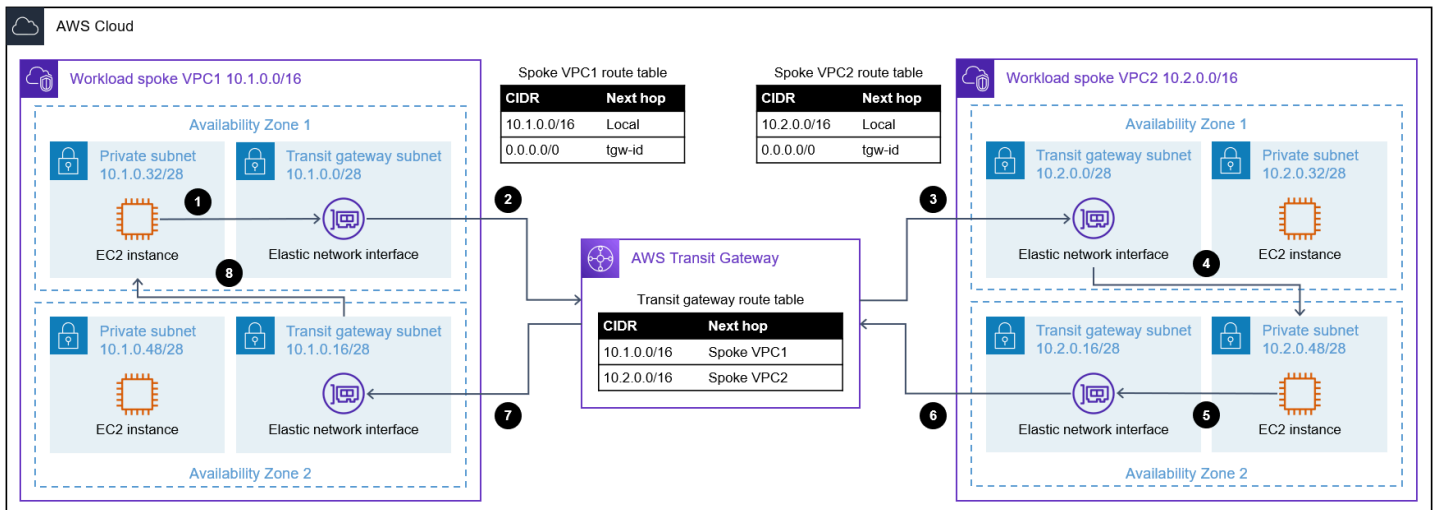 AWS Cloud
Workload spoke VPC1 10.1.0.0/16
Availability Zone 1
Private subnet
10.1.0.32/28
EC2 instance
1
Transit gateway subnet
10.1.0.0/28
Elastic network interface
8
Private subnet
10.1.0.48/28
EC2 instance
Transit gateway subnet
10.1.0.16/28
Elastic network interface
Availability Zone 2
Spoke VPC1 route table
CIDR Next hop
10.1.0.0/16 Local
0.0.0.0/0 tgw-id
Spoke VPC2 route table
CIDR Next hop
10.2.0.0/16 Local
0.0.0.0/0 tgw-id
2
3
AWS Transit Gateway
Transit gateway route table
CIDR Next hop
10.1.0.0/16 Spoke VPC1
10.2.0.0/16 Spoke VPC2
7
6
Workload spoke VPC2 10.2.0.0/16
Availability Zone 1
Transit gateway subnet
10.2.0.0/28
Elastic network interface
Private subnet
10.2.0.32/28
EC2 instance
4
Transit gateway subnet
10.2.0.16/28
Elastic network interface
5
Private subnet
10.2.0.48/28
EC2 instance
Availability Zone 2